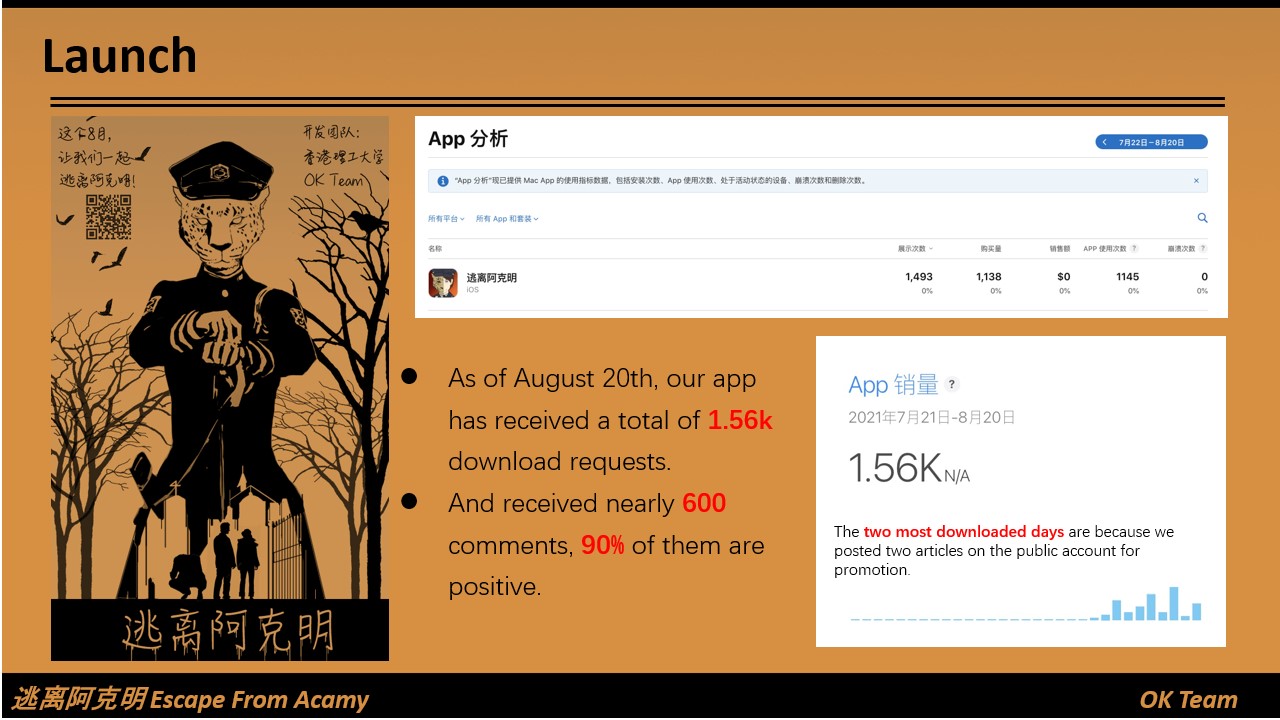 Launch
这个8月,
让我们一起
逃离阿克明!
开发团队:
香港理工大学
OK Team
逃离阿克明
App 分析
7月22日－8月20日
“App 分析”现已提供 Mac App 的使用指标数据，包括安装次数、App 使用次数、处于活动状态的设备、崩溃次数和删除次数。
所有平台 所有 App 和套装
名称 展示次数 购买量 销售额 APP 使用次数 ? 崩溃次数 ?
逃离阿克明 1,493 1,138 $0 1145 0
iOS 0% 0% 0% 0% 0%
● As of August 20th, our app
has received a total of 1.56k
download requests.
● And received nearly 600
comments, 90% of them are
positive.
App 销量 ?
2021年7月21日-8月20日
1.56K N/A
The two most downloaded days are because we
posted two articles on the public account for
promotion.
逃离阿克明 Escape From Acamy
OK Team